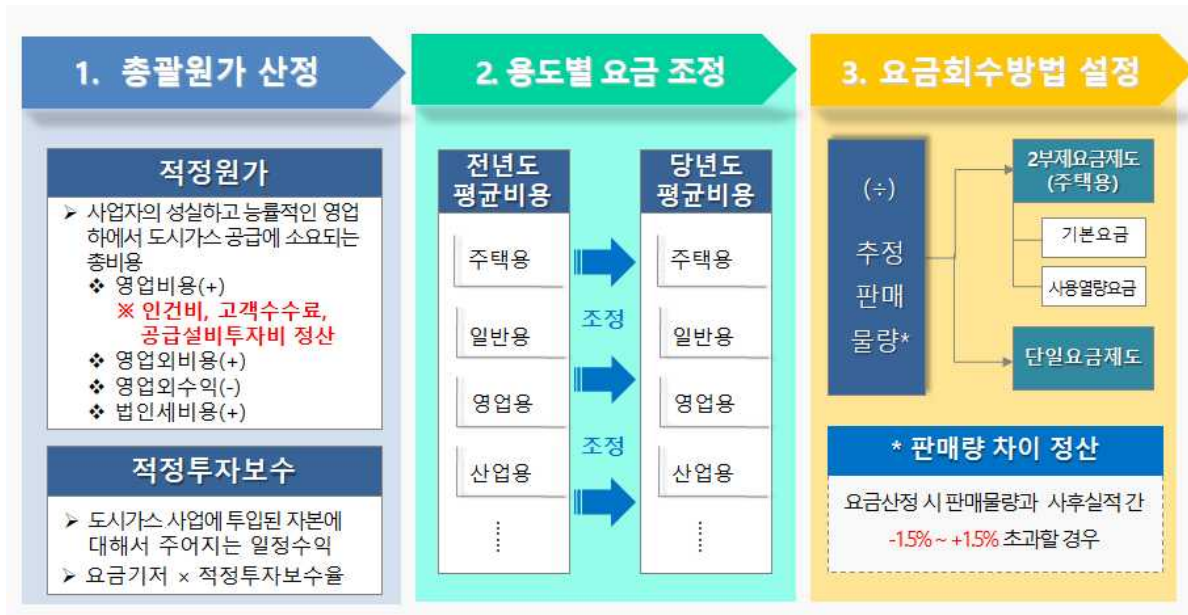 1. 총괄원가 산정
적정원가
➤ 사업자의 성실하고 능률적인 영업
하에서 도시가스 공급에 소요되는
총비용
❖ 영업비용(+)
※ 인건비, 고객수수료,
공급설비투자비 정산
❖ 영업외비용(+)
❖ 영업외수익(-)
❖ 법인세비용(+)
적정투자보수
➤ 도시가스 사업에 투입된 자본에
대해서 주어지는 일정수익
➤ 요금기저 × 적정투자보수율
2. 용도별 요금 조정
전년도
평균비용
주택용
일반용
영업용
산업용
⋮
조정
조정
당년도
평균비용
주택용
일반용
영업용
산업용
⋮
3. 요금회수방법 설정
(÷)
추정
판매
물량*
2부제요금제도
(주택용)
기본요금
사용열량요금
단일요금제도
* 판매량 차이 정산
요금산정 시 판매물량과 사후실적 간
-1.5% ~ +1.5% 초과할 경우